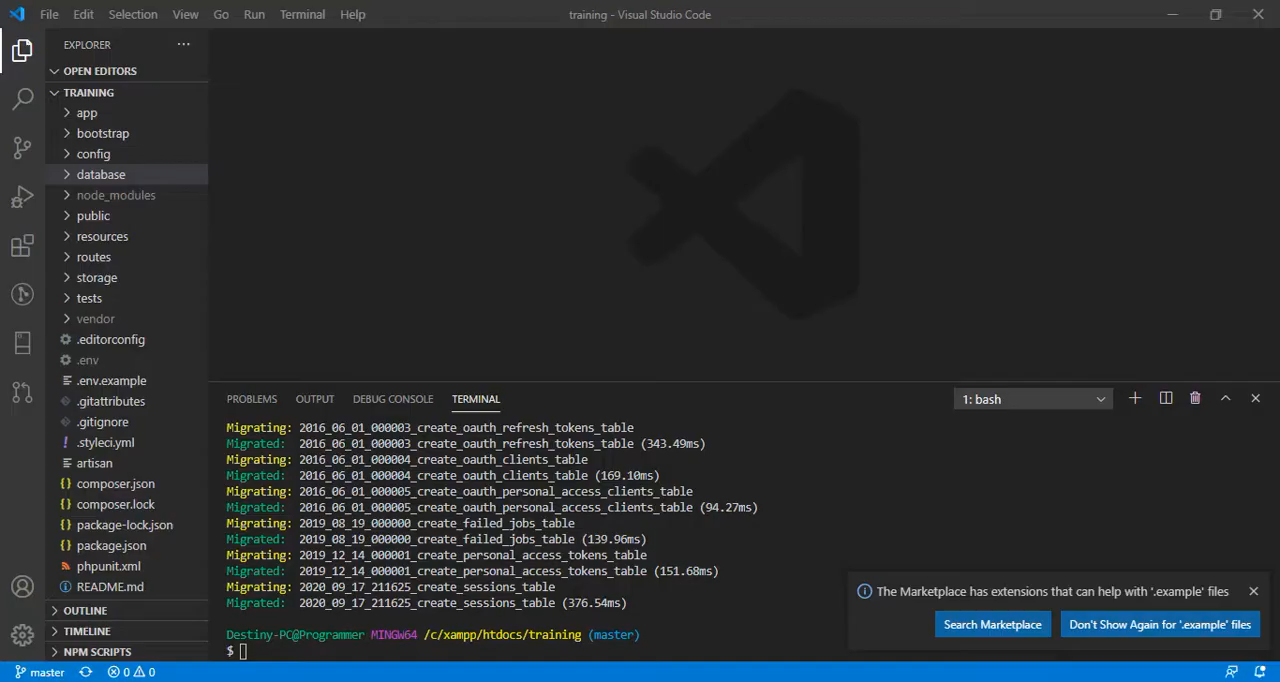 File Edit Selection View Go Run Terminal Help
training - Visual Studio Code
EXPLORER
OPEN EDITORS
TRAINING
app
bootstrap
config
database
node_modules
public
resources
routes
storage
tests
vendor
.editorconfig
.env
.env.example
.gitattributes
.gitignore
.styleci.yml
artisan
composer.json
composer.lock
package-lock.json
package.json
phpunit.xml
README.md
OUTLINE
TIMELINE
NPM SCRIPTS
PROBLEMS OUTPUT DEBUG CONSOLE TERMINAL
1: bash
Migrating: 2016_06_01_000003_create_oauth_refresh_tokens_table
Migrated: 2016_06_01_000003_create_oauth_refresh_tokens_table (343.49ms)
Migrating: 2016_06_01_000004_create_oauth_clients_table
Migrated: 2016_06_01_000004_create_oauth_clients_table (169.10ms)
Migrating: 2016_06_01_000005_create_oauth_personal_access_clients_table
Migrated: 2016_06_01_000005_create_oauth_personal_access_clients_table (94.27ms)
Migrating: 2019_08_19_000000_create_failed_jobs_table
Migrated: 2019_08_19_000000_create_failed_jobs_table (139.96ms)
Migrating: 2019_12_14_000001_create_personal_access_tokens_table
Migrated: 2019_12_14_000001_create_personal_access_tokens_table (151.68ms)
Migrating: 2020_09_17_211625_create_sessions_table
Migrated: 2020_09_17_211625_create_sessions_table (376.54ms)
Destiny-PC@Programmer MINGW64 /c/xampp/htdocs/training (master)
$
The Marketplace has extensions that can help with '.example' files
Search Marketplace
Don't Show Again for '.example' files
master
0 0